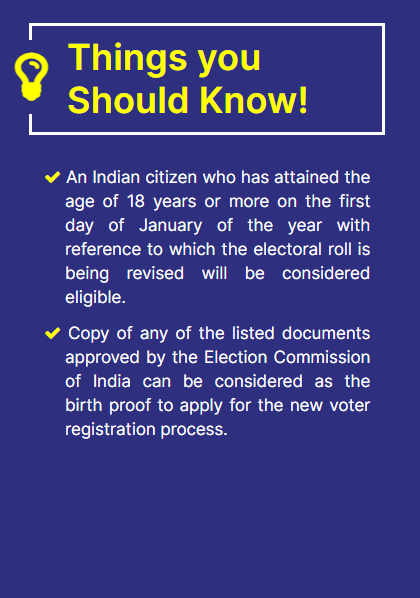 Things you
Should Know!
An Indian citizen who has attained the
age of 18 years or more on the first
day of January of the year with
reference to which the electoral roll is
being revised will be considered
eligible.
Copy of any of the listed documents
approved by the Election Commission
of India can be considered as the
birth proof to apply for the new voter
registration process.